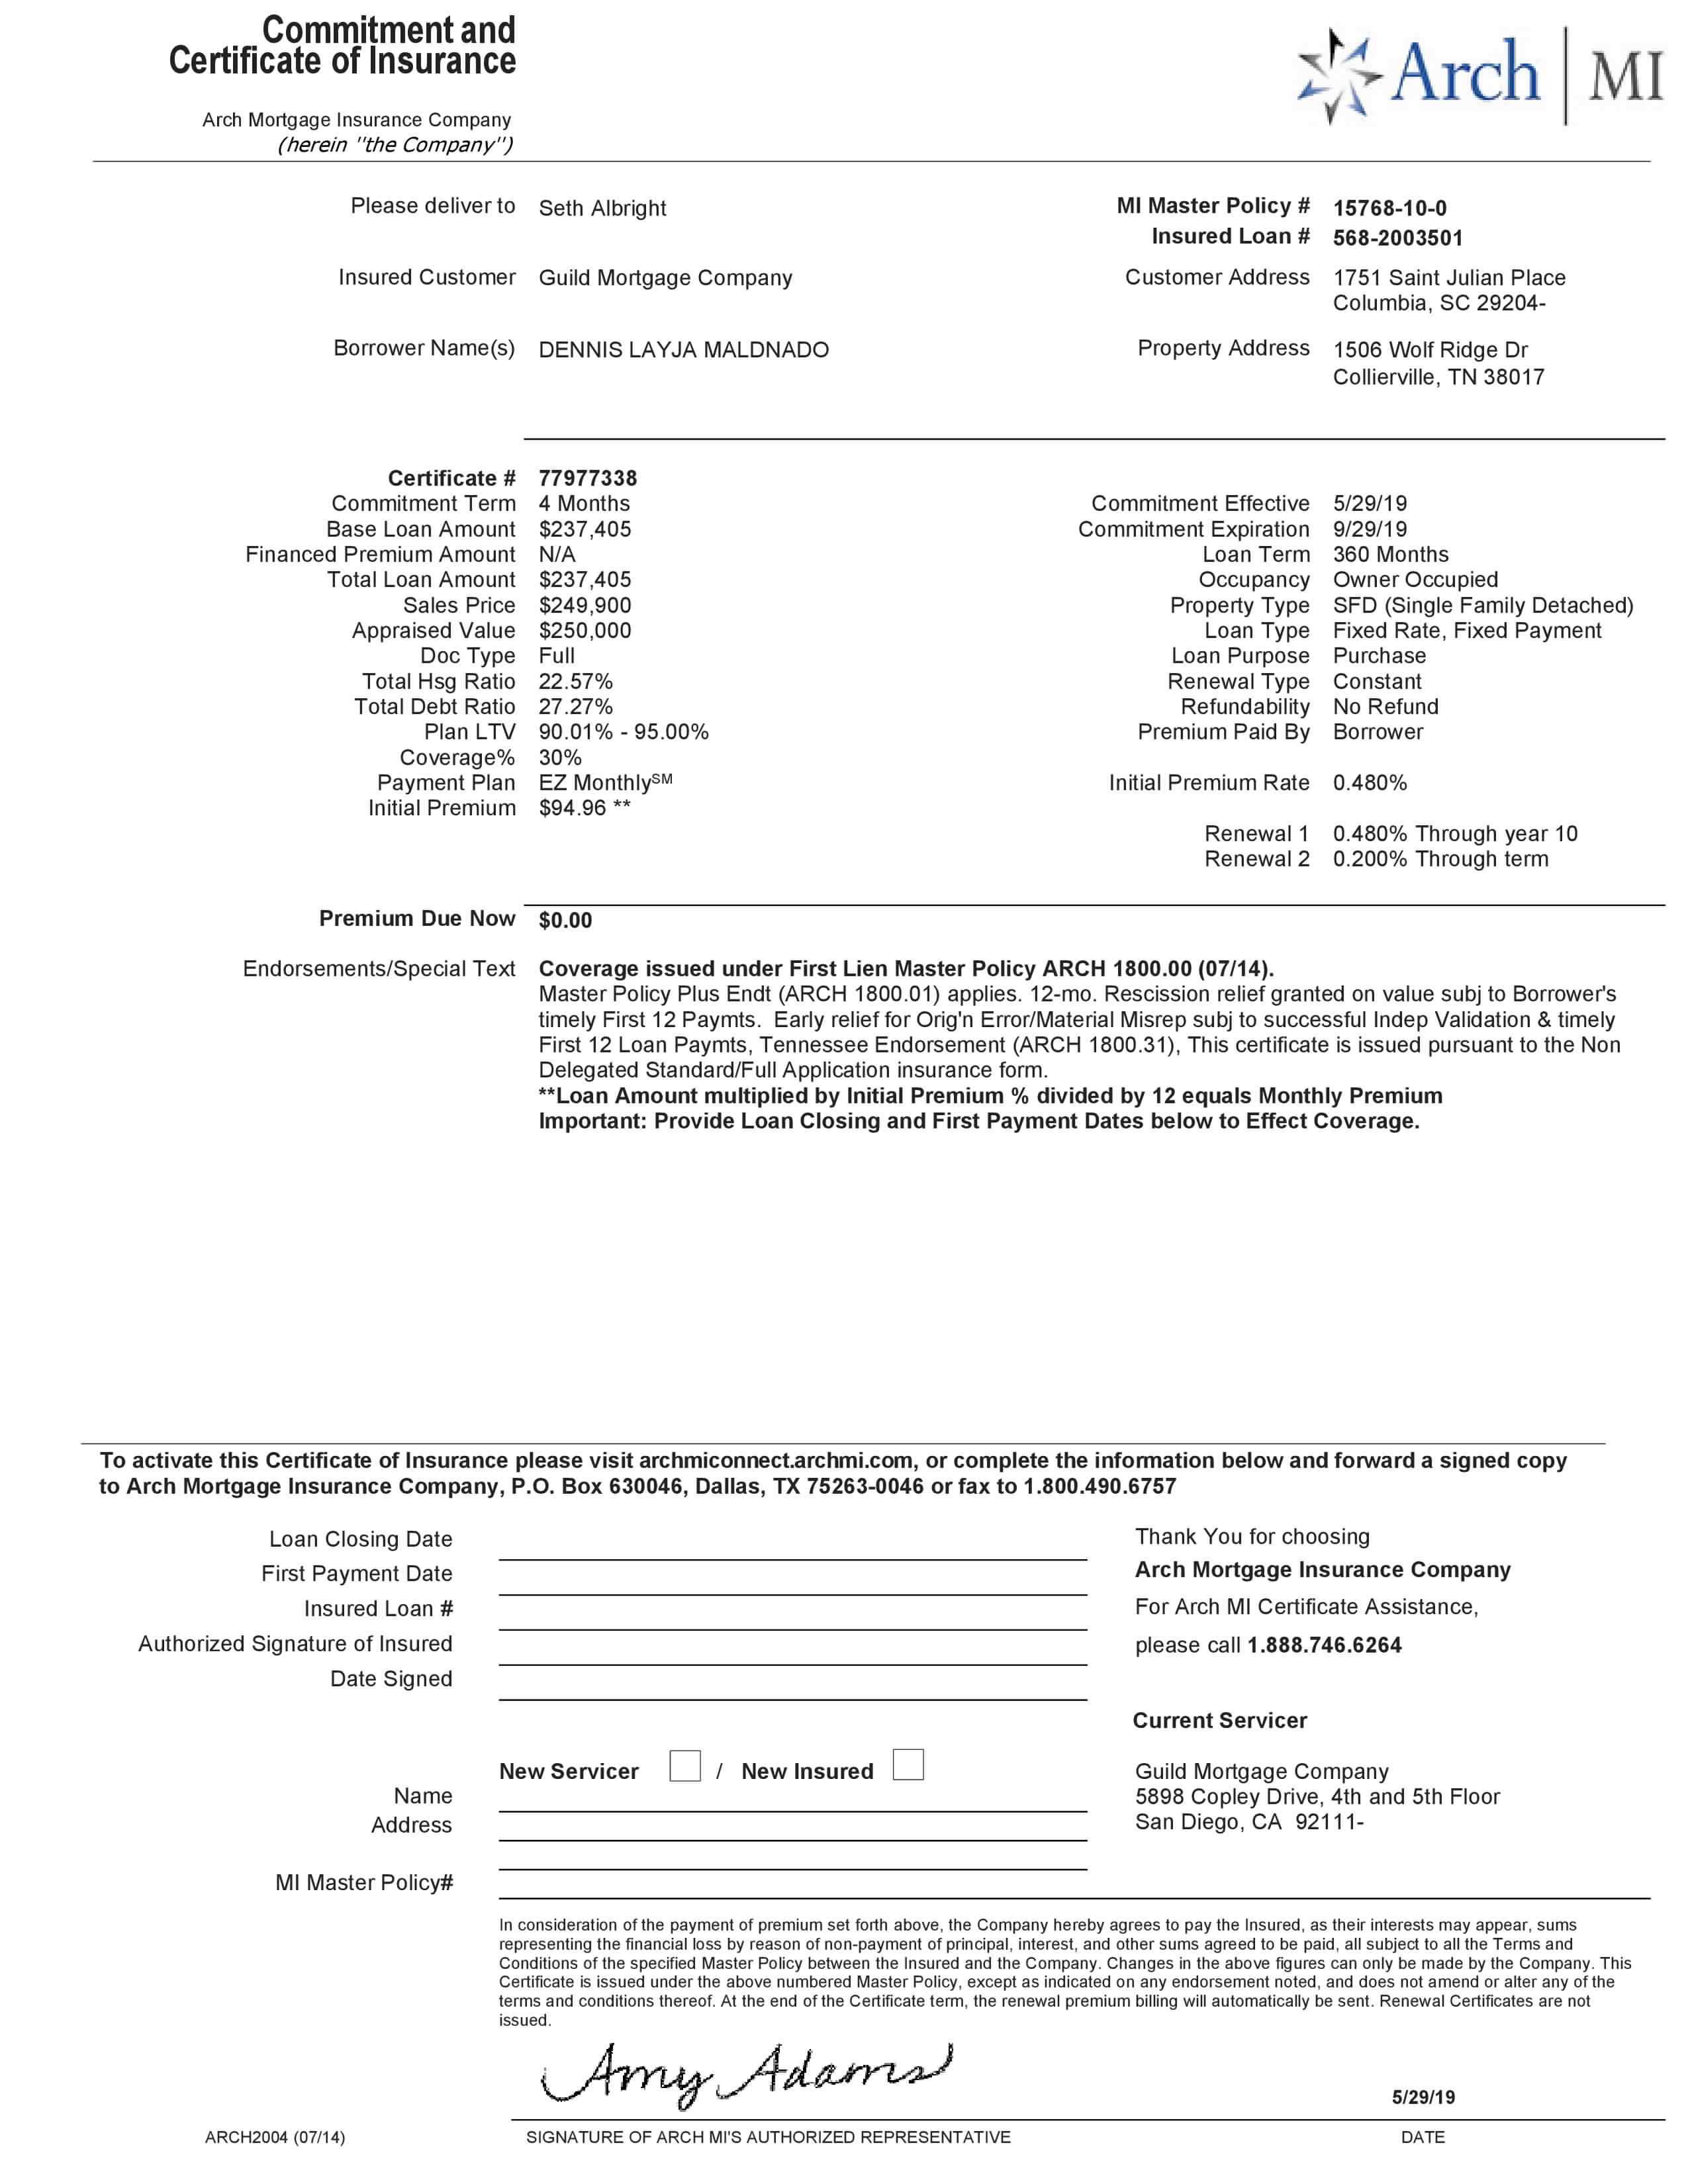 Commitment and
Certificate of Insurance
Arch | MI
Arch Mortgage Insurance Company
(herein "the Company")
Please deliver to Seth Albright
MI Master Policy # 15768-10-0
Insured Loan # 568-2003501
Insured Customer Guild Mortgage Company
Customer Address 1751 Saint Julian Place
Columbia, SC 29204-
Borrower Name(s) DENNIS LAYJA MALDNADO
Property Address 1506 Wolf Ridge Dr
Collierville, TN 38017
Certificate # 77977338
Commitment Term 4 Months Commitment Effective 5/29/19
Base Loan Amount $237,405 Commitment Expiration 9/29/19
Financed Premium Amount N/A Loan Term 360 Months
Total Loan Amount $237,405 Occupancy Owner Occupied
Sales Price $249,900 Property Type SFD (Single Family Detached)
Appraised Value $250,000 Loan Type Fixed Rate, Fixed Payment
Doc Type Full Loan Purpose Purchase
Total Hsg Ratio 22.57% Renewal Type Constant
Total Debt Ratio 27.27% Refundability No Refund
Plan LTV 90.01% - 95.00% Premium Paid By Borrower
Coverage% 30%
Payment Plan EZ Monthly℠ Initial Premium Rate 0.480%
Initial Premium $94.96 **
Renewal 1 0.480% Through year 10
Renewal 2 0.200% Through term
Premium Due Now $0.00
Endorsements/Special Text Coverage issued under First Lien Master Policy ARCH 1800.00 (07/14).
Master Policy Plus Endt (ARCH 1800.01) applies. 12-mo. Rescission relief granted on value subj to Borrower's
timely First 12 Paymts. Early relief for Orig'n Error/Material Misrep subj to successful Indep Validation & timely
First 12 Loan Paymts, Tennessee Endorsement (ARCH 1800.31), This certificate is issued pursuant to the Non
Delegated Standard/Full Application insurance form.
**Loan Amount multiplied by Initial Premium % divided by 12 equals Monthly Premium
Important: Provide Loan Closing and First Payment Dates below to Effect Coverage.
To activate this Certificate of Insurance please visit archmiconnect.archmi.com, or complete the information below and forward a signed copy
to Arch Mortgage Insurance Company, P.O. Box 630046, Dallas, TX 75263-0046 or fax to 1.800.490.6757
Loan Closing Date
First Payment Date
Insured Loan #
Authorized Signature of Insured
Date Signed
Thank You for choosing
Arch Mortgage Insurance Company
For Arch MI Certificate Assistance,
please call 1.888.746.6264
Current Servicer
New Servicer / New Insured
Name
Address
MI Master Policy#
Guild Mortgage Company
5898 Copley Drive, 4th and 5th Floor
San Diego, CA 92111-
In consideration of the payment of premium set forth above, the Company hereby agrees to pay the Insured, as their interests may appear, sums
representing the financial loss by reason of non-payment of principal, interest, and other sums agreed to be paid, all subject to all the Terms and
Conditions of the specified Master Policy between the Insured and the Company. Changes in the above figures can only be made by the Company. This
Certificate is issued under the above numbered Master Policy, except as indicated on any endorsement noted, and does not amend or alter any of the
terms and conditions thereof. At the end of the Certificate term, the renewal premium billing will automatically be sent. Renewal Certificates are not
issued.
Amy Adams
5/29/19
ARCH2004 (07/14) SIGNATURE OF ARCH MI'S AUTHORIZED REPRESENTATIVE DATE